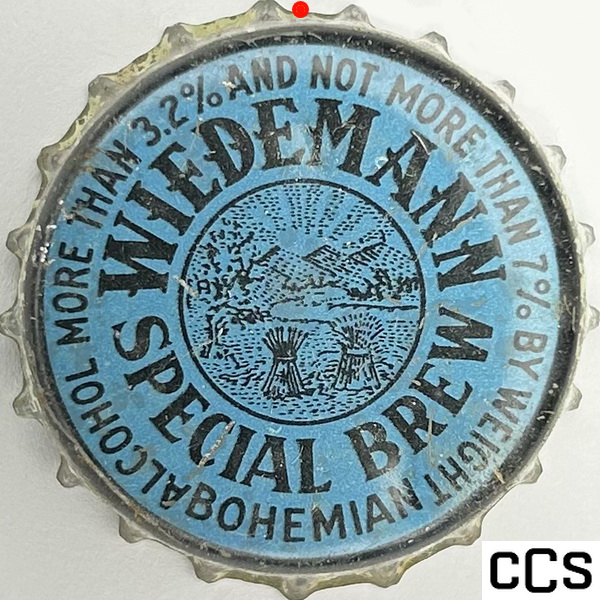 ALCOHOL MORE THAN 3.2% AND NOT MORE THAN 7% BY WEIGHT
WIEDEMANN
SPECIAL BREW
BOHEMIAN
CCS